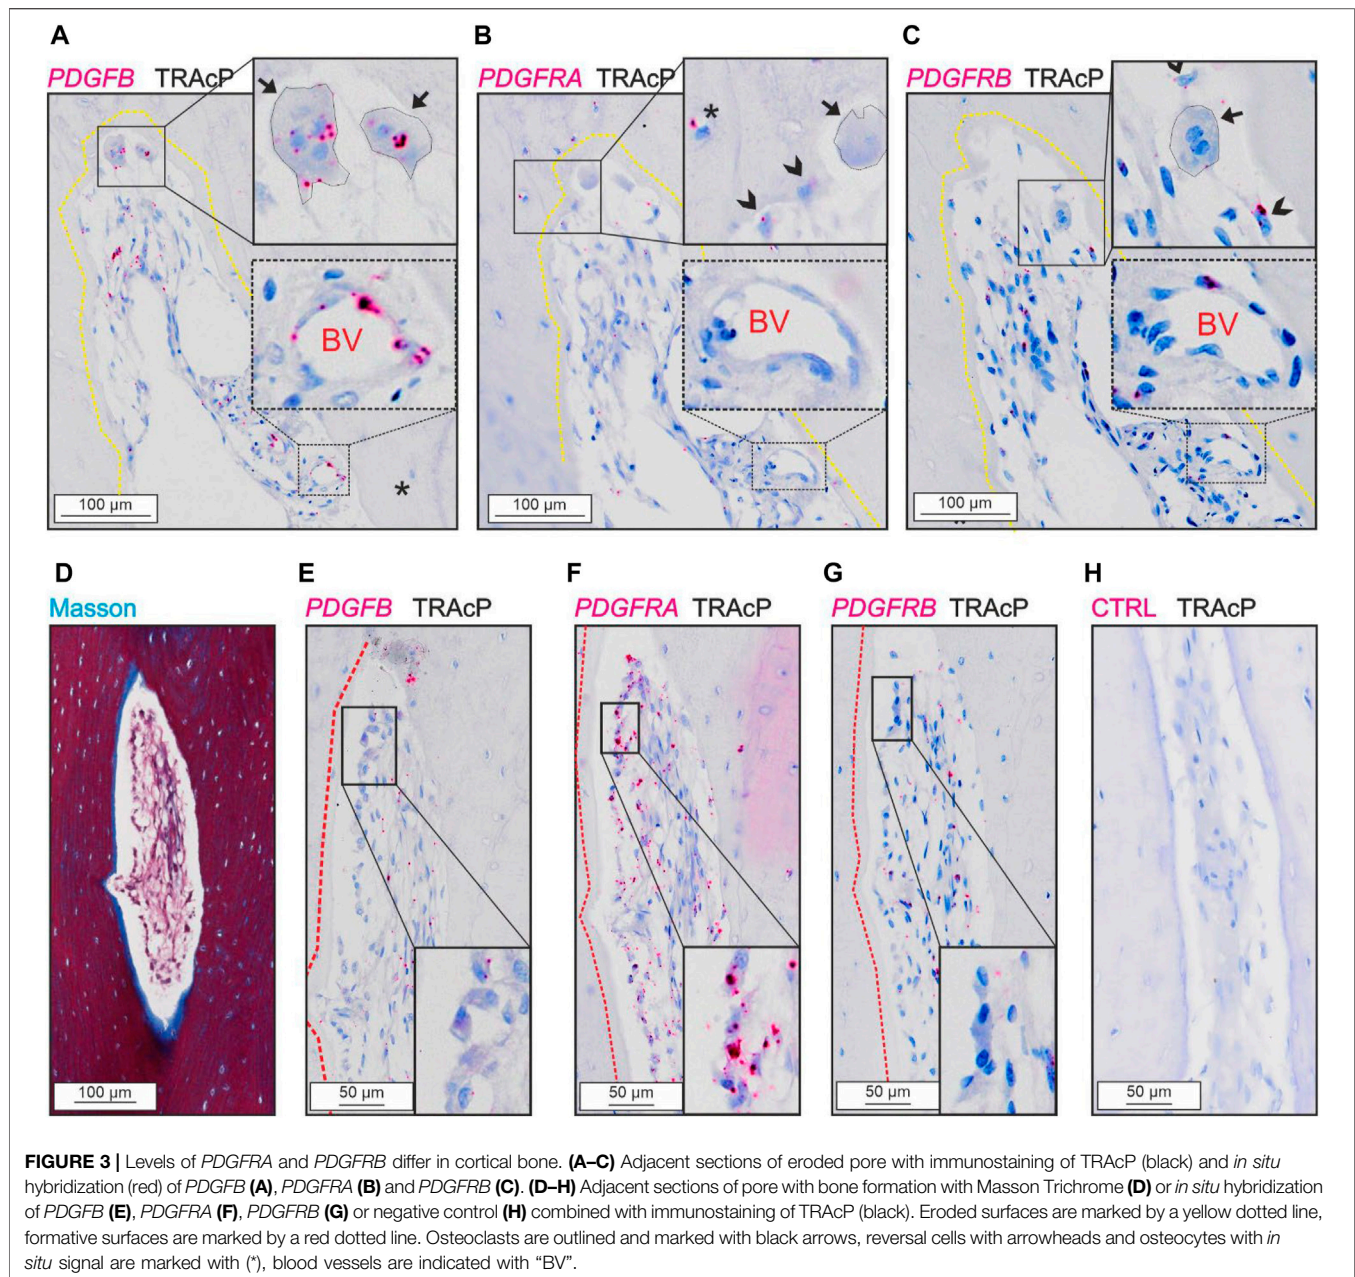 A
B
C
PDGFB TRAcP
PDGFRA TRAcP
PDGFRB TRAcP
*
BV
BV
BV
*
100 µm
100 µm
100 µm
D
E
F
G
H
Masson
PDGFB TRAcP
PDGFRA TRAcP
PDGFRB TRAcP
CTRL TRAcP
100 µm
50 µm
50 µm
50 µm
50 µm
FIGURE 3 | Levels of PDGFRA and PDGFRB differ in cortical bone. (A–C) Adjacent sections of eroded pore with immunostaining of TRAcP (black) and in situ
hybridization (red) of PDGFB (A), PDGFRA (B) and PDGFRB (C). (D–H) Adjacent sections of pore with bone formation with Masson Trichrome (D) or in situ hybridization
of PDGFB (E), PDGFRA (F), PDGFRB (G) or negative control (H) combined with immunostaining of TRAcP (black). Eroded surfaces are marked by a yellow dotted line,
formative surfaces are marked by a red dotted line. Osteoclasts are outlined and marked with black arrows, reversal cells with arrowheads and osteocytes with in
situ signal are marked with (*), blood vessels are indicated with “BV”.